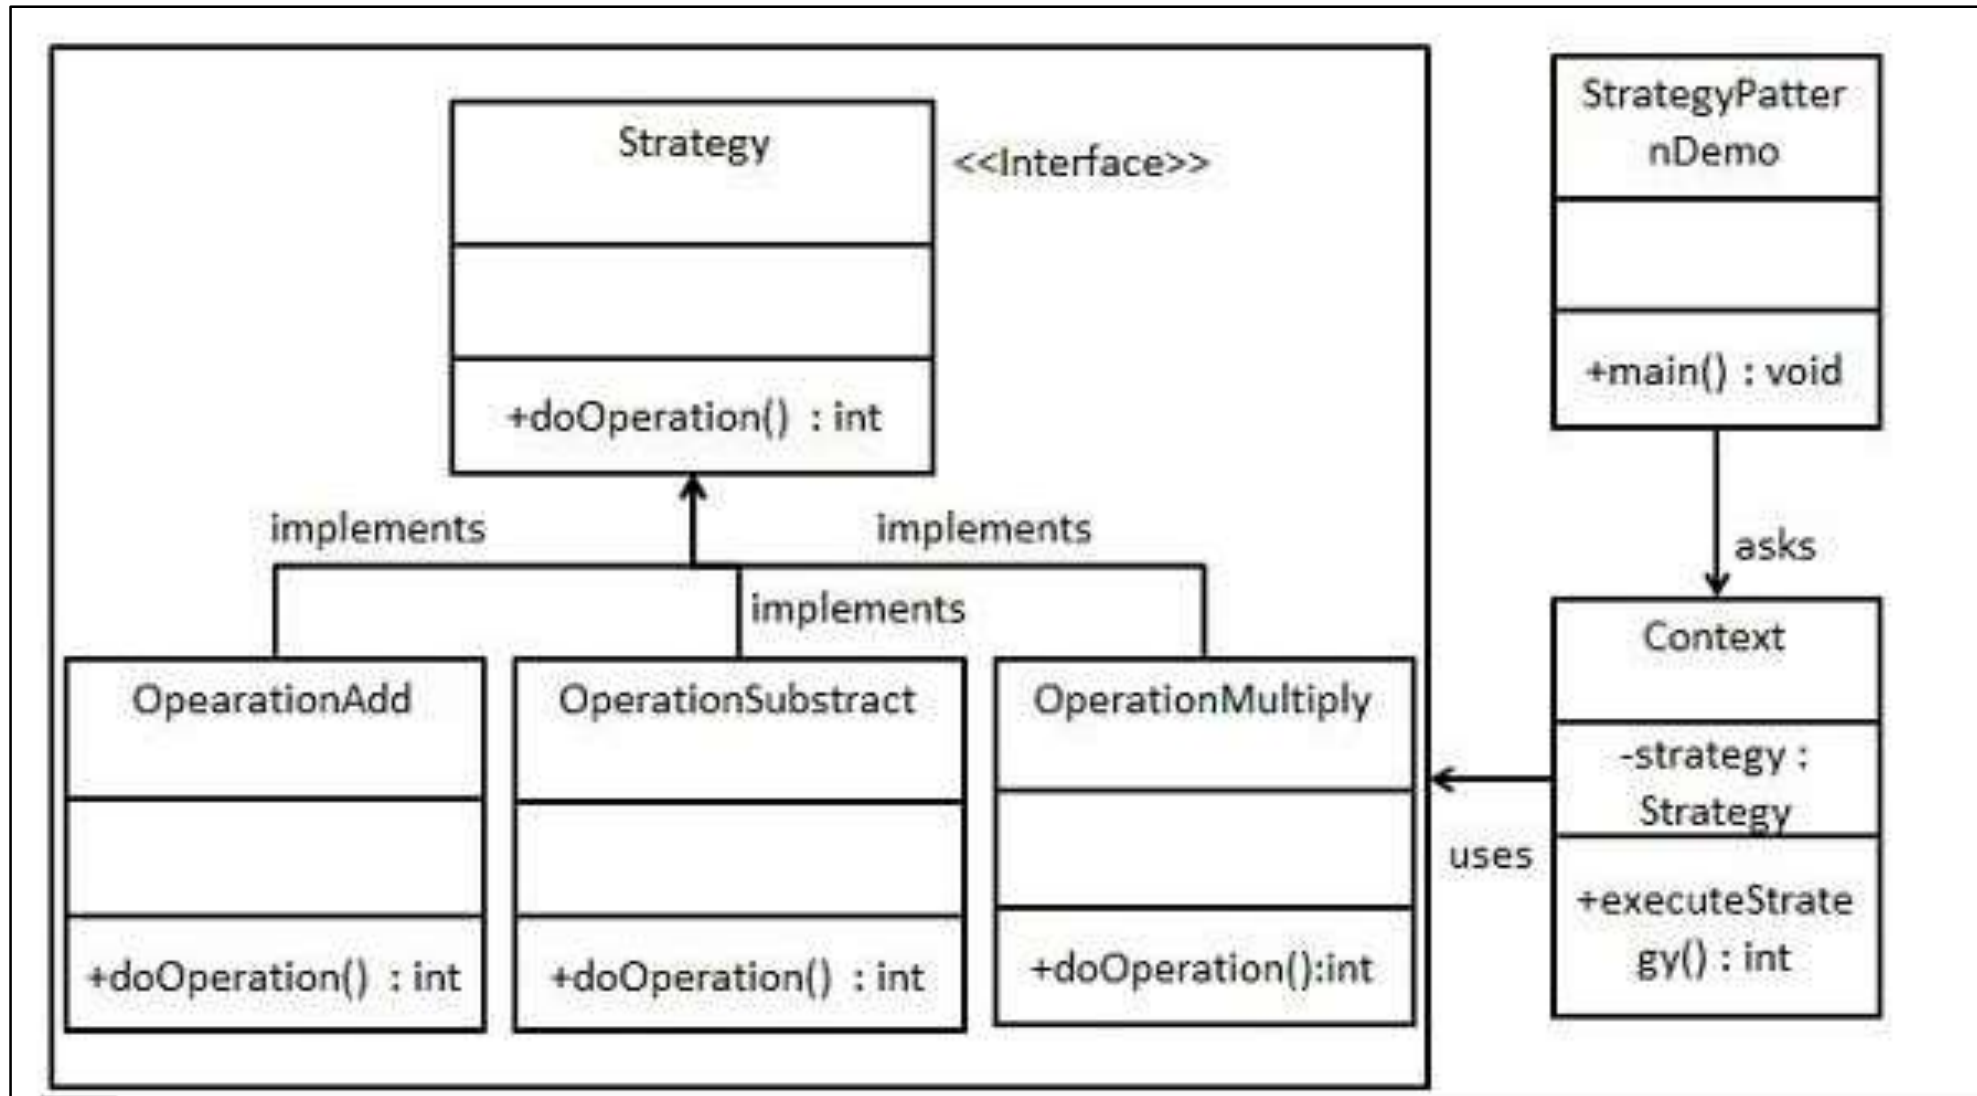 Strategy
<<Interface>>
+doOperation() : int
implements
implements
implements
OpearationAdd
+doOperation() : int
OperationSubstract
+doOperation() : int
OperationMultiply
+doOperation():int
StrategyPatter
nDemo
+main() : void
asks
Context
-strategy :
Strategy
+executeStrate
gy() : int
uses